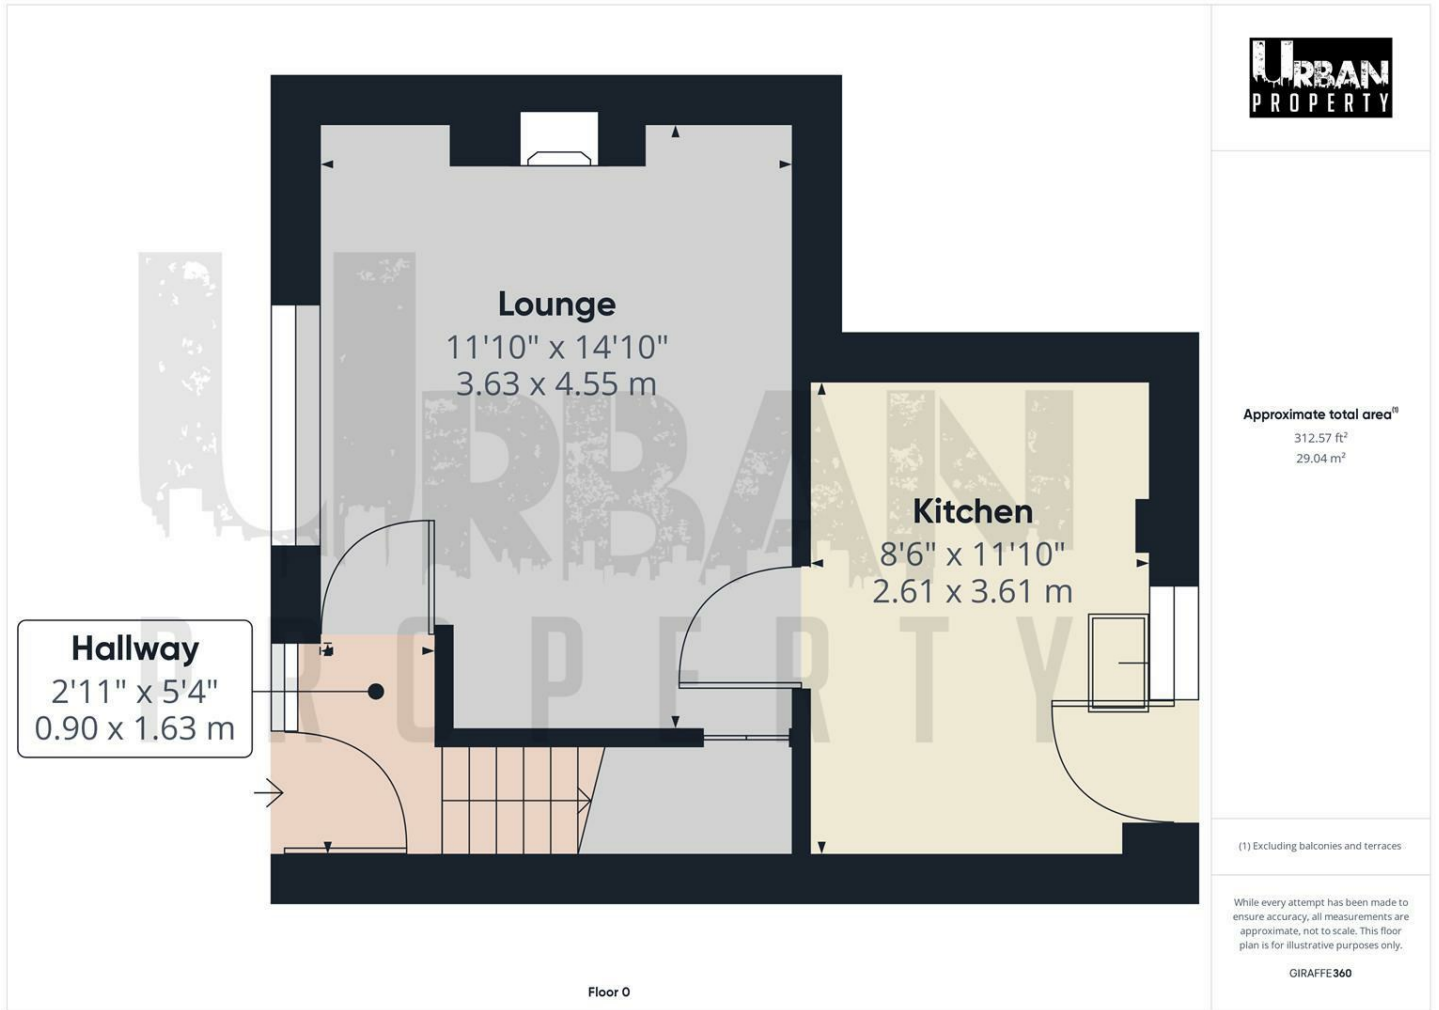 Lounge
11'10" x 14'10"
3.63 x 4.55 m
Kitchen
8'6" x 11'10"
2.61 x 3.61 m
Hallway
2'11" x 5'4"
0.90 x 1.63 m
URBAN
PROPERTY
Floor 0
URBAN
PROPERTY
Approximate total area(1)
312.57 ft²
29.04 m²
(1) Excluding balconies and terraces
While every attempt has been made to
ensure accuracy, all measurements are
approximate, not to scale. This floor
plan is for illustrative purposes only.
GIRAFFE360